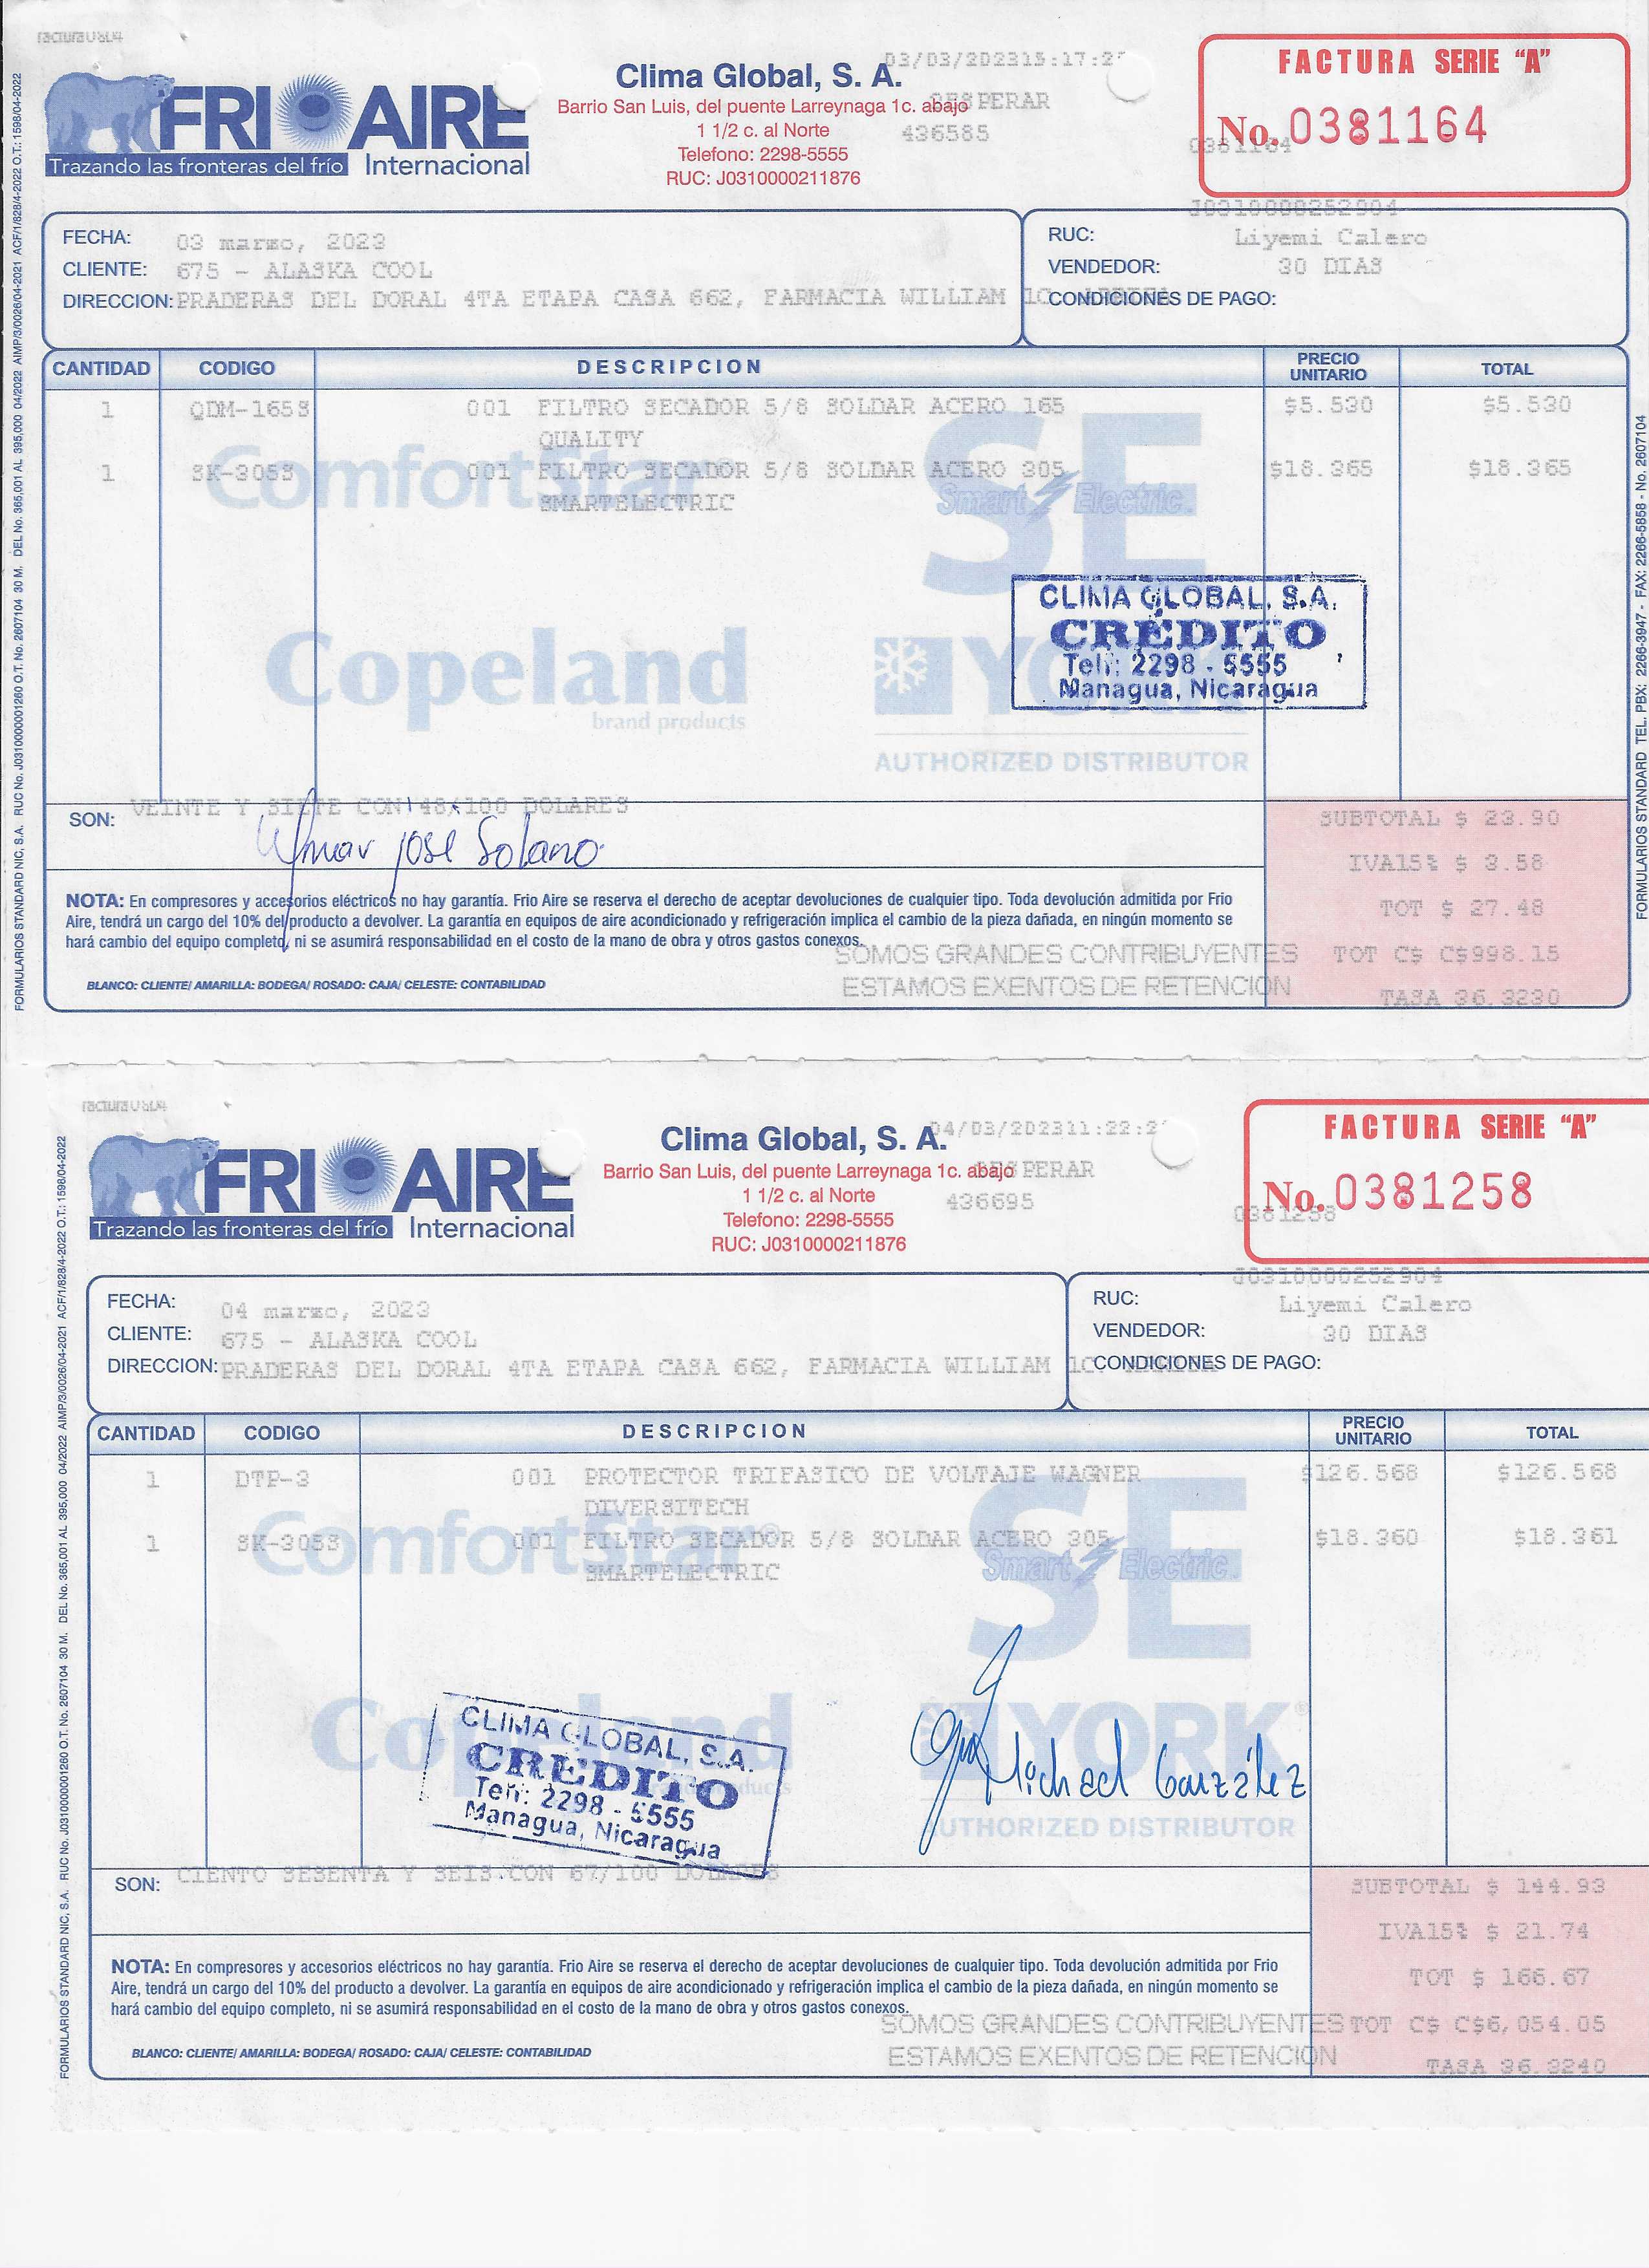 factura0804
FRIOAIRE
Trazando las fronteras del frío Internacional
Clima Global, S. A.
Barrio San Luis, del puente Larreynaga 1c. abajo
1 1/2 c. al Norte
Telefono: 2298-5555
RUC: J0310000211876
03/03/202315:17:2
436585
FACTURA SERIE “A”
No. 0381164
0381164
J0310000252904
FECHA: 03 marzo, 2023
CLIENTE: 675 - ALASKA COOL
DIRECCION: PRADERAS DEL DORAL 4TA ETAPA CASA 662, FARMACIA WILLIAM 1C
RUC: Liyemi Calero
VENDEDOR: 30 DIAS
CONDICIONES DE PAGO:
CANTIDAD CODIGO DESCRIPCION PRECIO UNITARIO TOTAL
1 QDM-165S 001 FILTRO SECADOR 5/8 SOLDAR ACERO 165 $5.530 $5.530
QUALITY
1 SK-305S 001 FILTRO SECADOR 5/8 SOLDAR ACERO 305 $18.365 $18.365
SMARTELECTRIC
ComfortStar
SE
Smart Electric
Copeland
brand products
YORK
AUTHORIZED DISTRIBUTOR
CLIMA GLOBAL, S.A.
CREDITO
Telf: 2298 - 5555
Managua, Nicaragua
SON: VEINTE Y SIETE CON 48/100 DOLARES
Omar José Solano
SUBTOTAL $ 23.90
IVA15% $ 3.58
TOT $ 27.48
TOT C$ C$998.15
TASA 36.3230
NOTA: En compresores y accesorios eléctricos no hay garantía. Frio Aire se reserva el derecho de aceptar devoluciones de cualquier tipo. Toda devolución admitida por Frio
Aire, tendrá un cargo del 10% del producto a devolver. La garantía en equipos de aire acondicionado y refrigeración implica el cambio de la pieza dañada, en ningún momento se
hará cambio del equipo completo, ni se asumirá responsabilidad en el costo de la mano de obra y otros gastos conexos.
SOMOS GRANDES CONTRIBUYENTES
ESTAMOS EXENTOS DE RETENCION
BLANCO: CLIENTE/ AMARILLA: BODEGA/ ROSADO: CAJA/ CELESTE: CONTABILIDAD
FORMULARIOS STANDARD NIC, S.A. RUC No. J0310000001260 O.T. No. 2607104 30 M. DEL No. 365,001 AL 395,000 04/2022 AIMP/3/0026/04-2021 ACF/1/828/4-2022 O.T.: 1598/04-2022
FORMULARIOS STANDARD TEL. PBX: 2266-3947 - FAX: 2266-5858 - No. 2607104
factura0804
FRIOAIRE
Trazando las fronteras del frío Internacional
Clima Global, S. A.
Barrio San Luis, del puente Larreynaga 1c. abajo
1 1/2 c. al Norte
Telefono: 2298-5555
RUC: J0310000211876
04/03/202311:22:2
436695
FACTURA SERIE “A”
No. 0381258
0381258
J0310000252904
FECHA: 04 marzo, 2023
CLIENTE: 675 - ALASKA COOL
DIRECCION: PRADERAS DEL DORAL 4TA ETAPA CASA 662, FARMACIA WILLIAM 1C
RUC: Liyemi Calero
VENDEDOR: 30 DIAS
CONDICIONES DE PAGO:
CANTIDAD CODIGO DESCRIPCION PRECIO UNITARIO TOTAL
1 DTP-3 001 PROTECTOR TRIFASICO DE VOLTAJE WAGNER $126.568 $126.568
DIVERSITECH
1 SK-305S 001 FILTRO SECADOR 5/8 SOLDAR ACERO 305 $18.360 $18.361
SMARTELECTRIC
ComfortStar
SE
Smart Electric
Copeland
YORK
AUTHORIZED DISTRIBUTOR
CLIMA GLOBAL, S.A.
CREDITO
Telf: 2298 - 5555
Managua, Nicaragua
Michael González
SON: CIENTO SESENTA Y SEIS CON 67/100 DOLARES
SUBTOTAL $ 144.93
IVA15% $ 21.74
TOT $ 166.67
TOT C$ C$6,054.05
TASA 36.3240
NOTA: En compresores y accesorios eléctricos no hay garantía. Frio Aire se reserva el derecho de aceptar devoluciones de cualquier tipo. Toda devolución admitida por Frio
Aire, tendrá un cargo del 10% del producto a devolver. La garantía en equipos de aire acondicionado y refrigeración implica el cambio de la pieza dañada, en ningún momento se
hará cambio del equipo completo, ni se asumirá responsabilidad en el costo de la mano de obra y otros gastos conexos.
SOMOS GRANDES CONTRIBUYENTES
ESTAMOS EXENTOS DE RETENCION
BLANCO: CLIENTE/ AMARILLA: BODEGA/ ROSADO: CAJA/ CELESTE: CONTABILIDAD
FORMULARIOS STANDARD NIC, S.A. RUC No. J0310000001260 O.T. No. 2607104 30 M. DEL No. 365,001 AL 395,000 04/2022 AIMP/3/0026/04-2021 ACF/1/828/4-2022 O.T.: 1598/04-2022